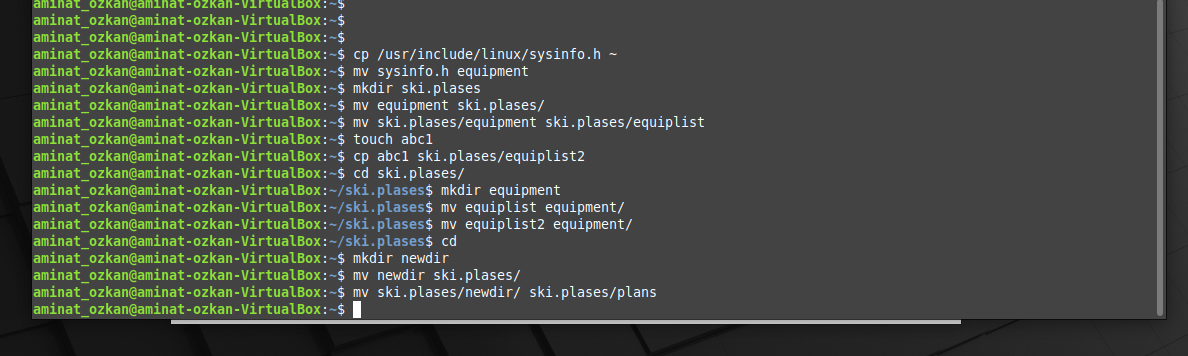 aminat_ozkan@aminat-ozkan-VirtualBox:~$
aminat_ozkan@aminat-ozkan-VirtualBox:~$
aminat_ozkan@aminat-ozkan-VirtualBox:~$
aminat_ozkan@aminat-ozkan-VirtualBox:~$ cp /usr/include/linux/sysinfo.h ~
aminat_ozkan@aminat-ozkan-VirtualBox:~$ mv sysinfo.h equipment
aminat_ozkan@aminat-ozkan-VirtualBox:~$ mkdir ski.plases
aminat_ozkan@aminat-ozkan-VirtualBox:~$ mv equipment ski.plases/
aminat_ozkan@aminat-ozkan-VirtualBox:~$ mv ski.plases/equipment ski.plases/equiplist
aminat_ozkan@aminat-ozkan-VirtualBox:~$ touch abc1
aminat_ozkan@aminat-ozkan-VirtualBox:~$ cp abc1 ski.plases/equiplist2
aminat_ozkan@aminat-ozkan-VirtualBox:~$ cd ski.plases/
aminat_ozkan@aminat-ozkan-VirtualBox:~/ski.plases$ mkdir equipment
aminat_ozkan@aminat-ozkan-VirtualBox:~/ski.plases$ mv equiplist equipment/
aminat_ozkan@aminat-ozkan-VirtualBox:~/ski.plases$ mv equiplist2 equipment/
aminat_ozkan@aminat-ozkan-VirtualBox:~/ski.plases$ cd
aminat_ozkan@aminat-ozkan-VirtualBox:~$ mkdir newdir
aminat_ozkan@aminat-ozkan-VirtualBox:~$ mv newdir ski.plases/
aminat_ozkan@aminat-ozkan-VirtualBox:~$ mv ski.plases/newdir/ ski.plases/plans
aminat_ozkan@aminat-ozkan-VirtualBox:~$